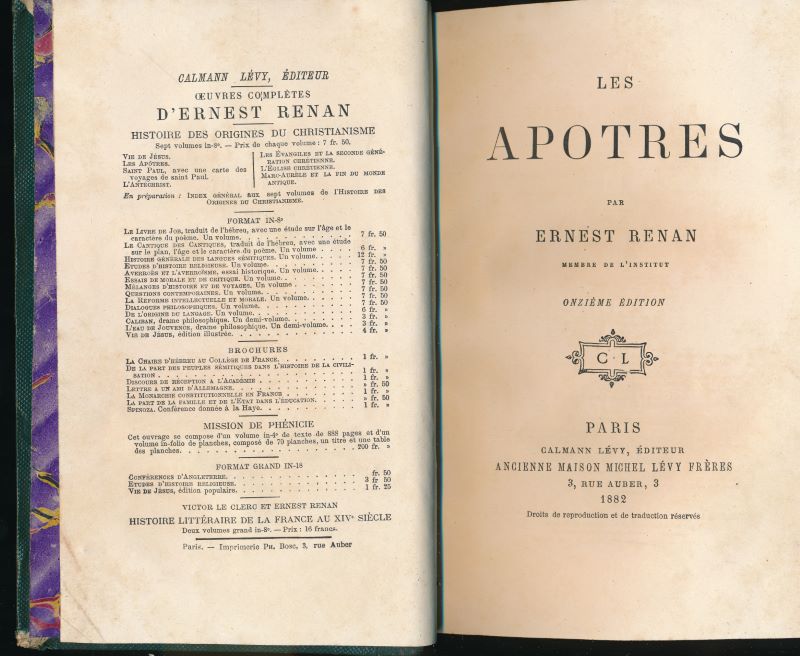 CALMANN LÉVY, ÉDITEUR
ŒUVRES COMPLÈTES
D'ERNEST RENAN
HISTOIRE DES ORIGINES DU CHRISTIANISME
Sept volumes in-8º. — Prix de chaque volume : 7 fr. 50.
VIE DE JÉSUS.
LES APÔTRES.
SAINT PAUL, avec une carte des
voyages de saint Paul.
L'ANTECHRIST.
LES ÉVANGILES ET LA SECONDE GÉNÉ-
RATION CHRÉTIENNE.
L'ÉGLISE CHRÉTIENNE.
MARC-AURÈLE ET LA FIN DU MONDE
ANTIQUE.
En préparation : INDEX GÉNÉRAL aux sept volumes de l'HISTOIRE DES
ORIGINES DU CHRISTIANISME.
FORMAT IN-8º
LE LIVRE DE JOB, traduit de l'hébreu, avec une étude sur l'âge et le
caractère du poème. Un volume. 7 fr. 50
LE CANTIQUE DES CANTIQUES, traduit de l'hébreu, avec une étude
sur le plan, l'âge et le caractère du poème. Un volume 6 fr. »
HISTOIRE GÉNÉRALE DES LANGUES SÉMITIQUES. Un volume. 12 fr. »
ÉTUDES D'HISTOIRE RELIGIEUSE. Un volume. 7 fr. 50
AVERROÈS ET L'AVERROÏSME, essai historique. Un volume. 7 fr. 50
ESSAIS DE MORALE ET DE CRITIQUE. Un volume. 7 fr. 50
MÉLANGES D'HISTOIRE ET DE VOYAGES. Un volume 7 fr. 50
QUESTIONS CONTEMPORAINES. Un volume. 7 fr. 50
LA RÉFORME INTELLECTUELLE ET MORALE. Un volume. 7 fr. 50
DIALOGUES PHILOSOPHIQUES. Un volume. 7 fr. 50
DE L'ORIGINE DU LANGAGE. Un volume. 6 fr. »
CALIBAN, drame philosophique. Un demi-volume. 3 fr. »
L'EAU DE JOUVENCE, drame philosophique. Un demi-volume. 3 fr. »
VIE DE JÉSUS, édition illustrée. 4 fr. »
BROCHURES
LA CHAIRE D'HÉBREU AU COLLÈGE DE FRANCE. 1 fr. »
DE LA PART DES PEUPLES SÉMITIQUES DANS L'HISTOIRE DE LA CIVILI-
SATION 1 fr. »
DISCOURS DE RÉCEPTION A L'ACADÉMIE 1 fr. »
LETTRE A UN AMI D'ALLEMAGNE. » fr. 50
LA MONARCHIE CONSTITUTIONNELLE EN FRANCE 1 fr. »
LA PART DE LA FAMILLE ET DE L'ÉTAT DANS L'ÉDUCATION. » fr. 50
SPINOZA. Conférence donnée à la Haye. 1 fr. »
MISSION DE PHÉNICIE
Cet ouvrage se compose d'un volume in-4º de texte de 888 pages et d'un
volume in-folio de planches, composé de 70 planches, un titre et une table
des planches. 200 fr. »
FORMAT GRAND IN-18
CONFÉRENCES D'ANGLETERRE. fr. 50
ÉTUDES D'HISTOIRE RELIGIEUSE. 3 fr 50
VIE DE JÉSUS, édition populaire. 1 fr. 25
VICTOR LE CLERC ET ERNEST RENAN
HISTOIRE LITTÉRAIRE DE LA FRANCE AU XIVe SIÈCLE
Deux volumes grand in-8º. — Prix : 16 francs.
Paris. — Imprimerie PH. BOSC, 3, rue Auber
LES
APOTRES
PAR
ERNEST RENAN
MEMBRE DE L'INSTITUT
ONZIÈME ÉDITION
C L
PARIS
CALMANN LÉVY, ÉDITEUR
ANCIENNE MAISON MICHEL LÉVY FRÈRES
3, RUE AUBER, 3
1882
Droits de reproduction et de traduction réservés